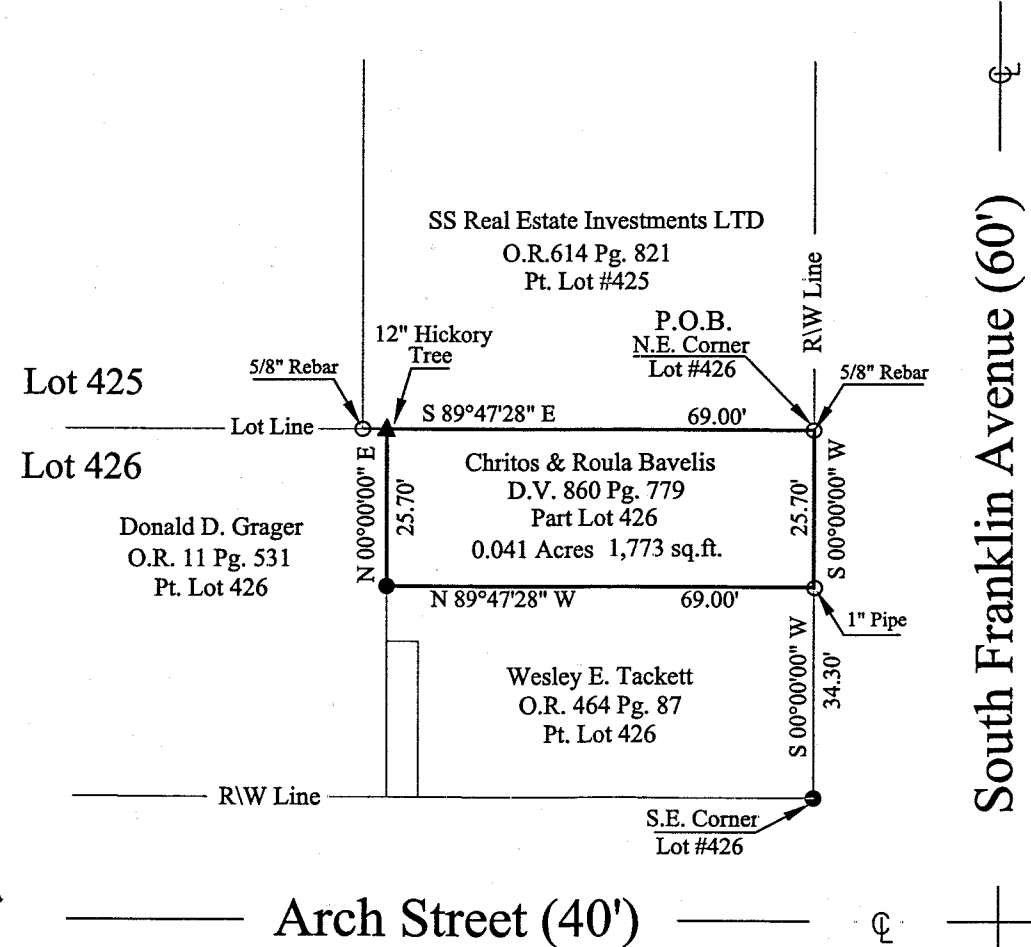 ℄
SS Real Estate Investments LTD
O.R.614 Pg. 821
Pt. Lot #425
R\W Line
South Franklin Avenue (60')
P.O.B.
N.E. Corner
Lot #426
12" Hickory
Tree
5/8" Rebar
5/8" Rebar
Lot 425
Lot Line
S 89°47'28" E
69.00'
Lot 426
N 00°00'00" E
25.70'
Chritos & Roula Bavelis
D.V. 860 Pg. 779
Part Lot 426
0.041 Acres 1,773 sq.ft.
25.70'
S 00°00'00" W
Donald D. Grager
O.R. 11 Pg. 531
Pt. Lot 426
N 89°47'28" W
69.00'
1" Pipe
Wesley E. Tackett
O.R. 464 Pg. 87
Pt. Lot 426
S 00°00'00" W
34.30'
R\W Line
S.E. Corner
Lot #426
Arch Street (40')
℄